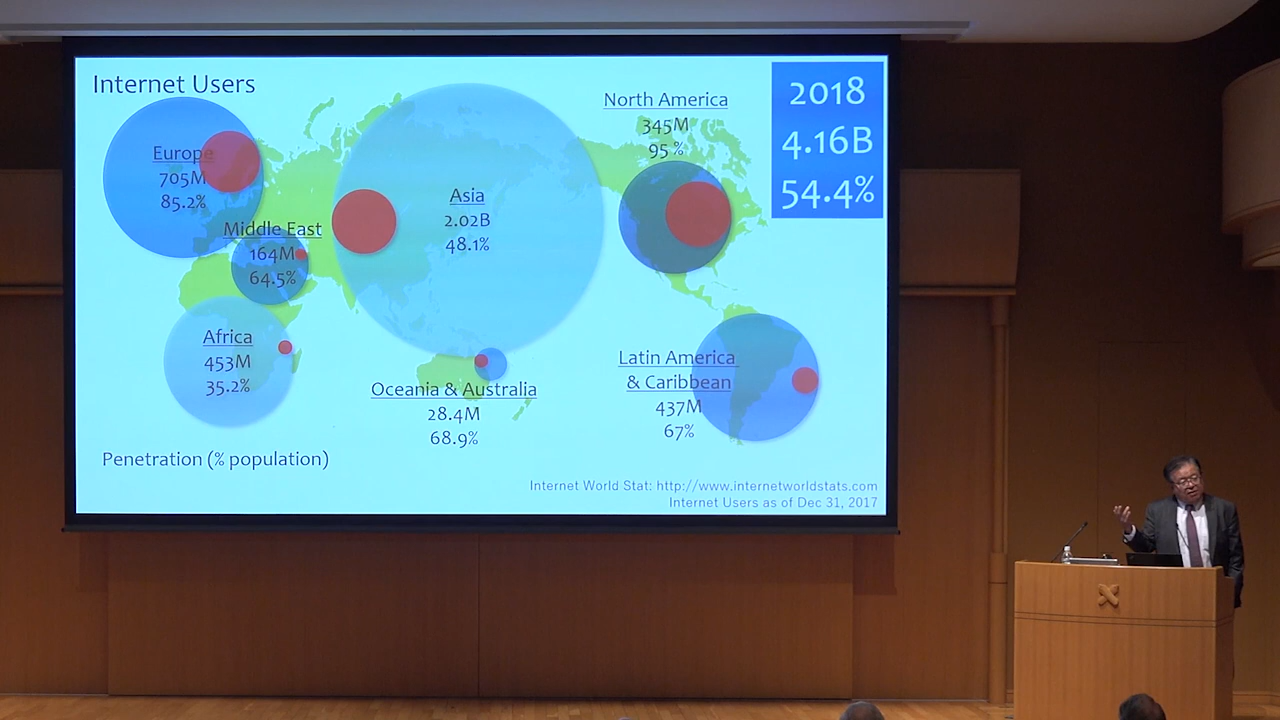 Internet Users
2018
4.16B
54.4%
Europe
705M
85.2%
Middle East
164M
64.5%
Africa
453M
35.2%
Asia
2.02B
48.1%
Oceania & Australia
28.4M
68.9%
North America
345M
95 %
Latin America
& Caribbean
437M
67%
Penetration (% population)
Internet World Stat: http://www.internetworldstats.com
Internet Users as of Dec 31, 2017